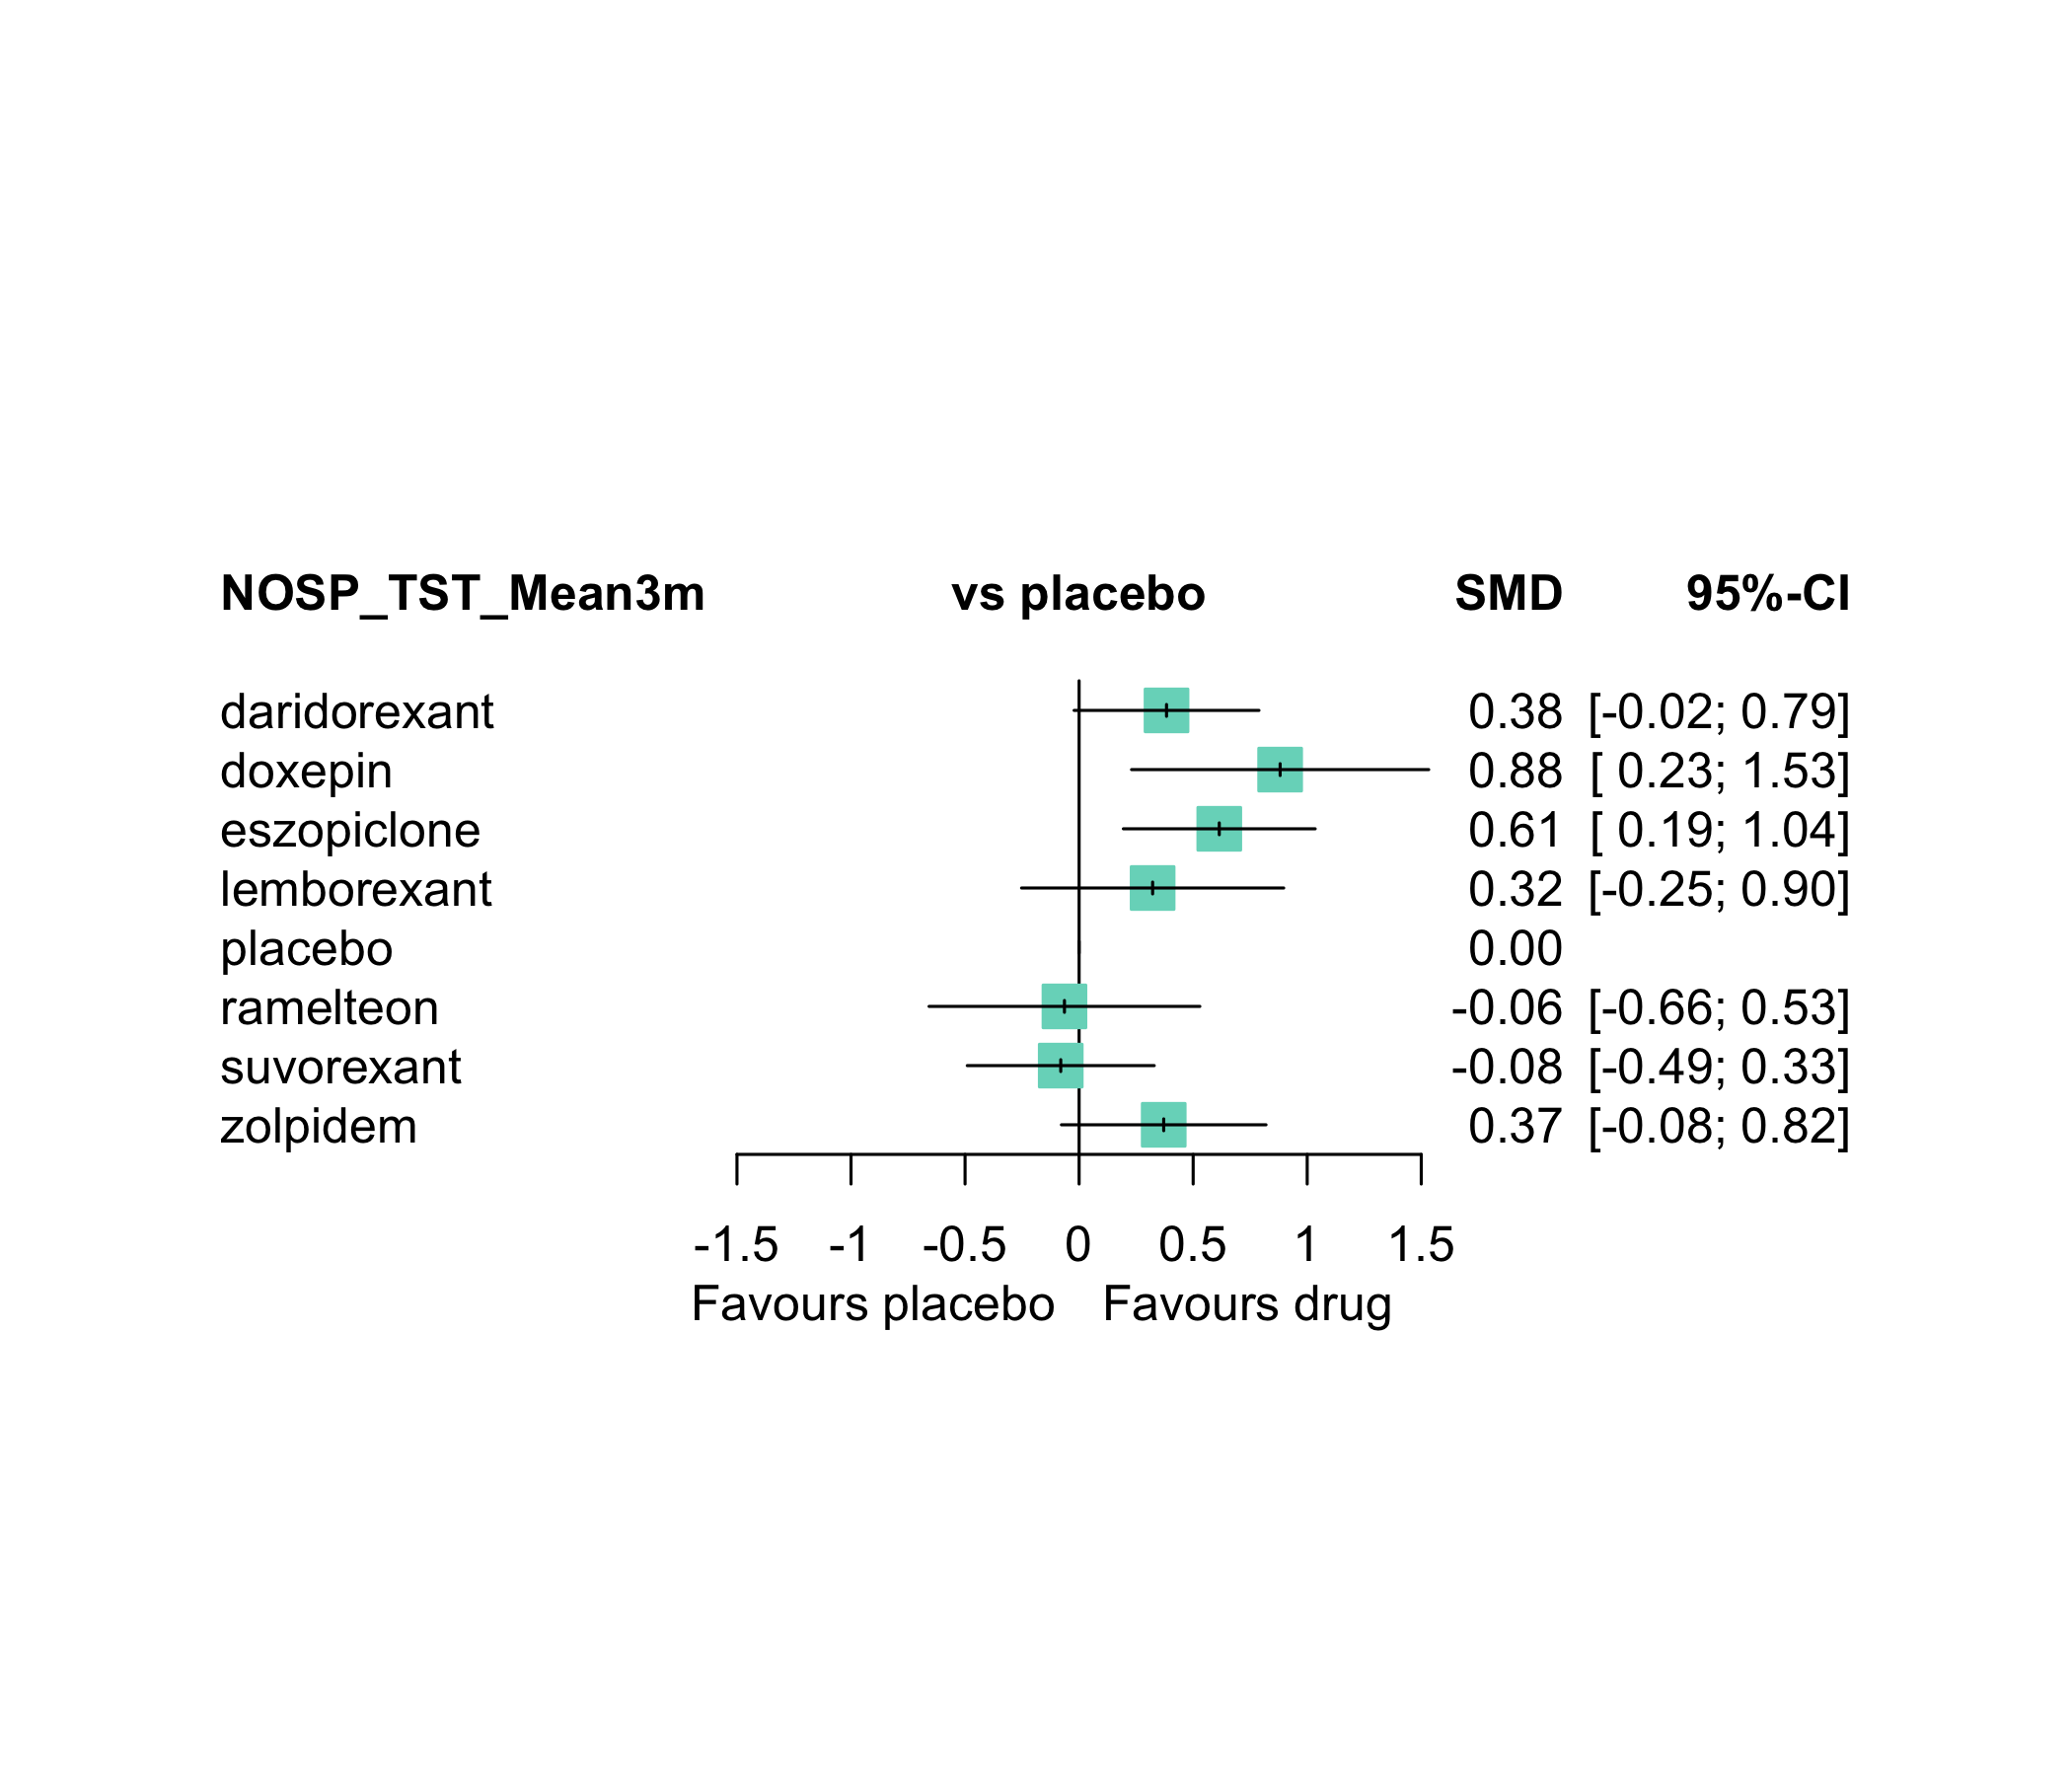 NOSP_TST_Mean3m vs placebo SMD 95%-CI
daridorexant 0.38 [-0.02; 0.79]
doxepin 0.88 [ 0.23; 1.53]
eszopiclone 0.61 [ 0.19; 1.04]
lemborexant 0.32 [-0.25; 0.90]
placebo 0.00
ramelteon -0.06 [-0.66; 0.53]
suvorexant -0.08 [-0.49; 0.33]
zolpidem 0.37 [-0.08; 0.82]
-1.5 -1 -0.5 0 0.5 1 1.5
Favours placebo Favours drug